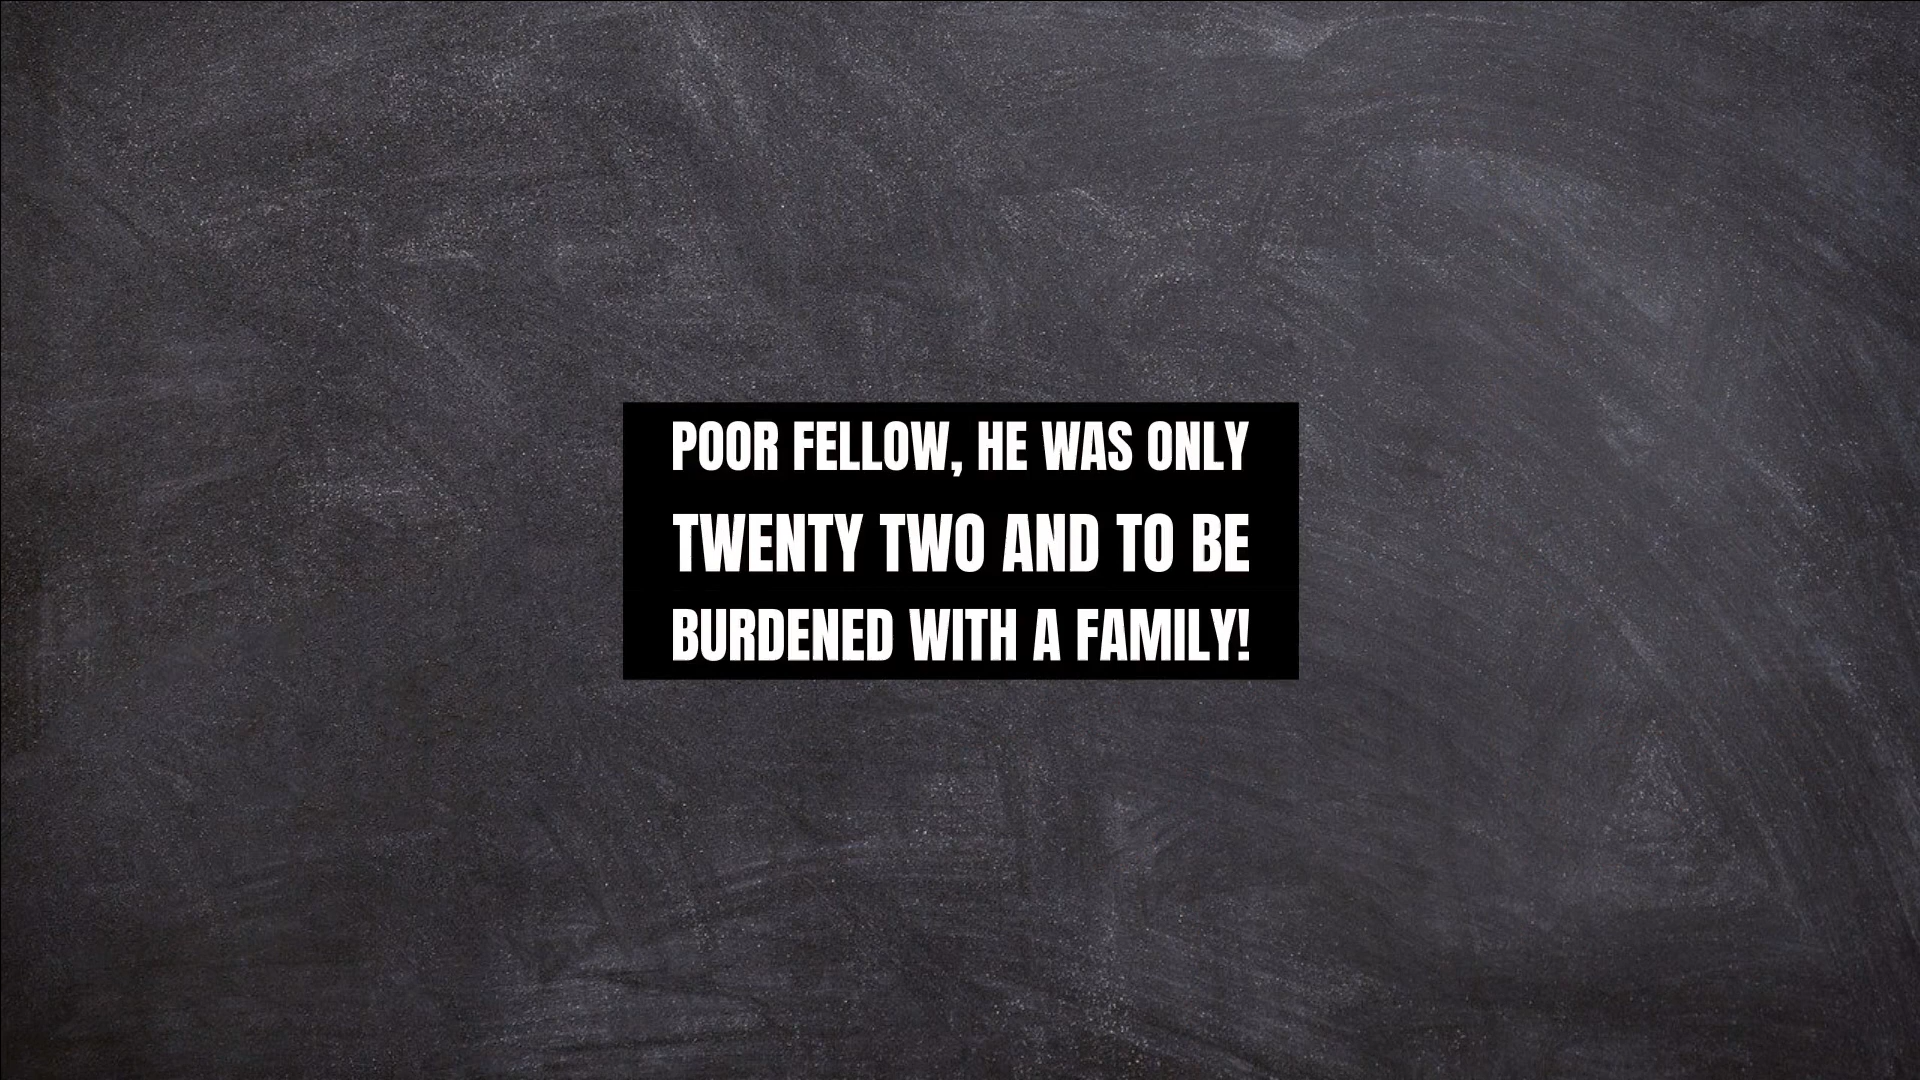 POOR FELLOW, HE WAS ONLY
TWENTY TWO AND TO BE
BURDENED WITH A FAMILY!